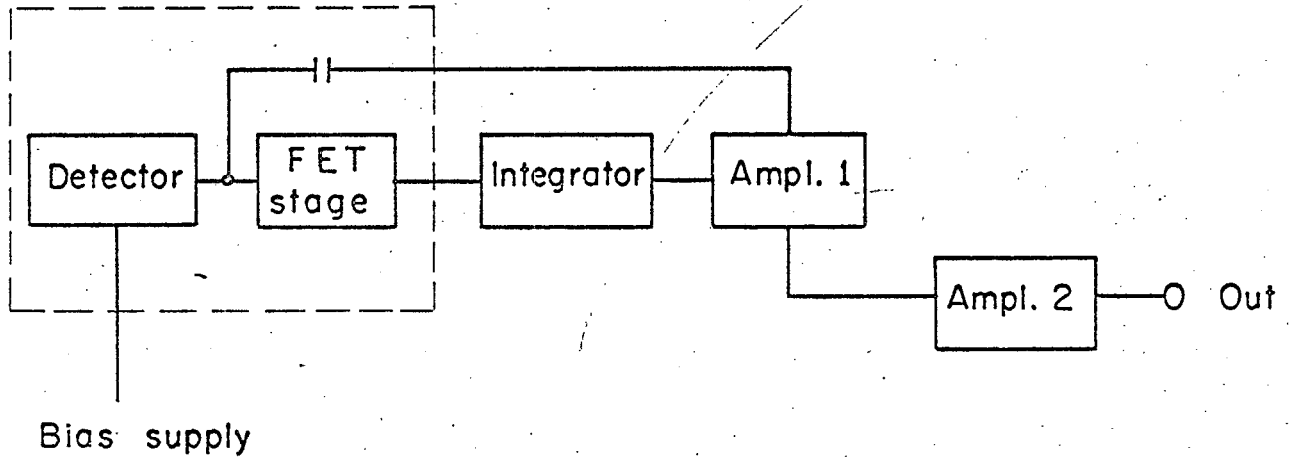 Detector
FET
stage
Integrator
Ampl. 1
Ampl. 2
Out
Bias supply